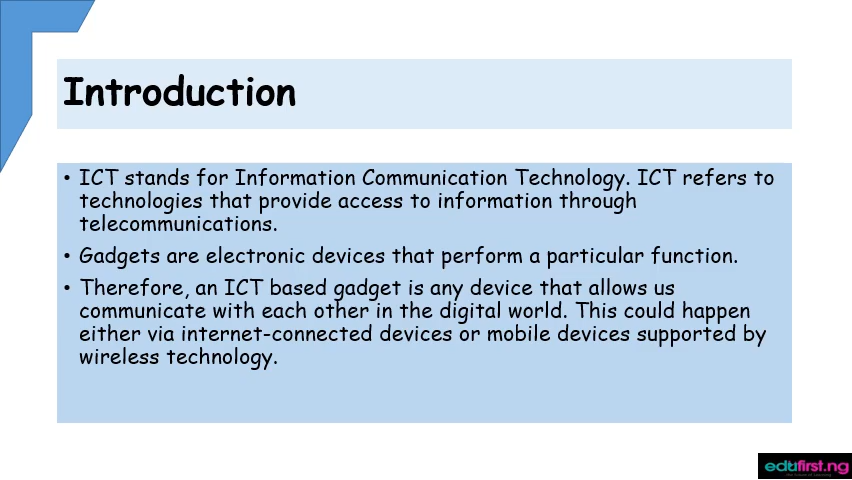 Introduction
• ICT stands for Information Communication Technology. ICT refers to
technologies that provide access to information through
telecommunications.
• Gadgets are electronic devices that perform a particular function.
• Therefore, an ICT based gadget is any device that allows us
communicate with each other in the digital world. This could happen
either via internet-connected devices or mobile devices supported by
wireless technology.
edufirst.ng